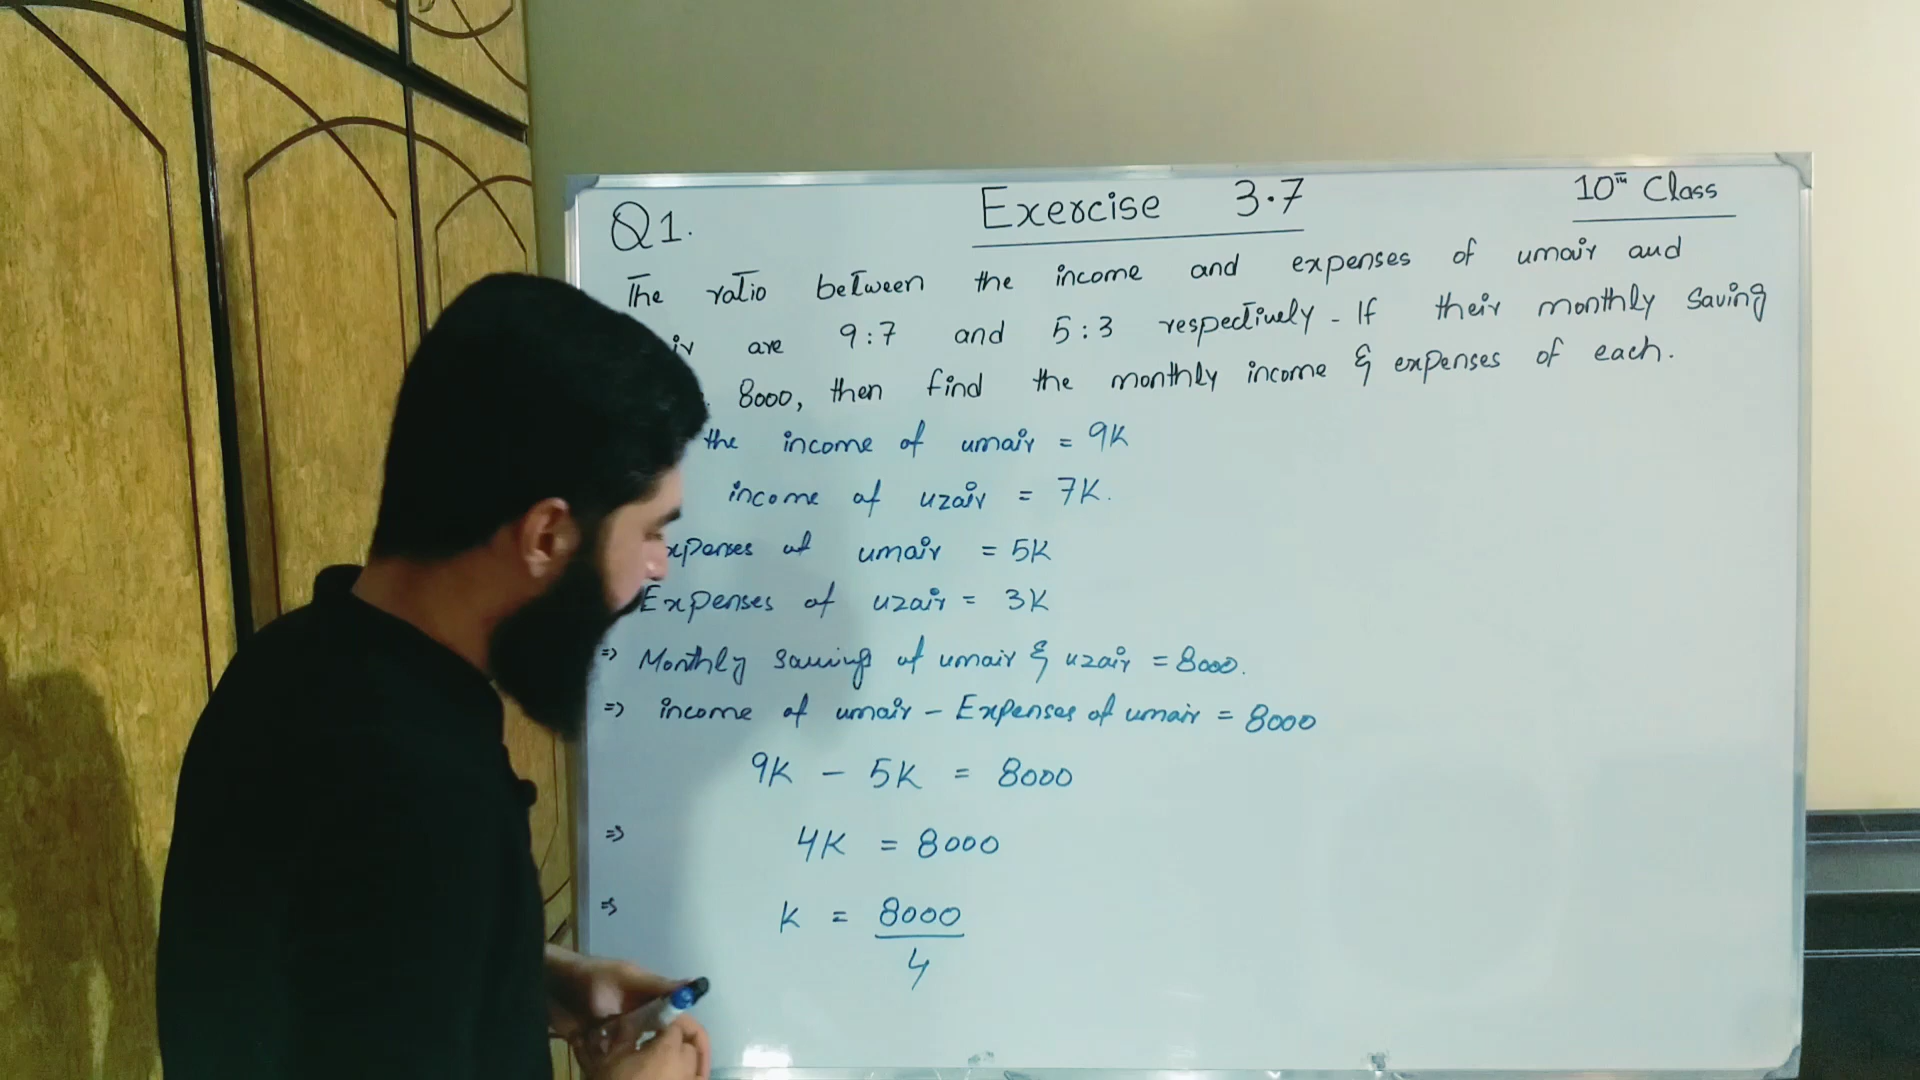 Q1. Exercise 3.7 10th Class
The ratio between the income and expenses of umair and
are 9:7 and 5:3 respectively. If their monthly Saving
8000, then find the monthly income & expenses of each.
the income of umair = 9K
income of uzair = 7K.
umair = 5K
Expenses of uzair = 3K
=> Monthly of umair & uzair = 8000.
=> income of umair - Expenses of umair = 8000
9K - 5K = 8000
=> 4K = 8000
=> K = 8000
4